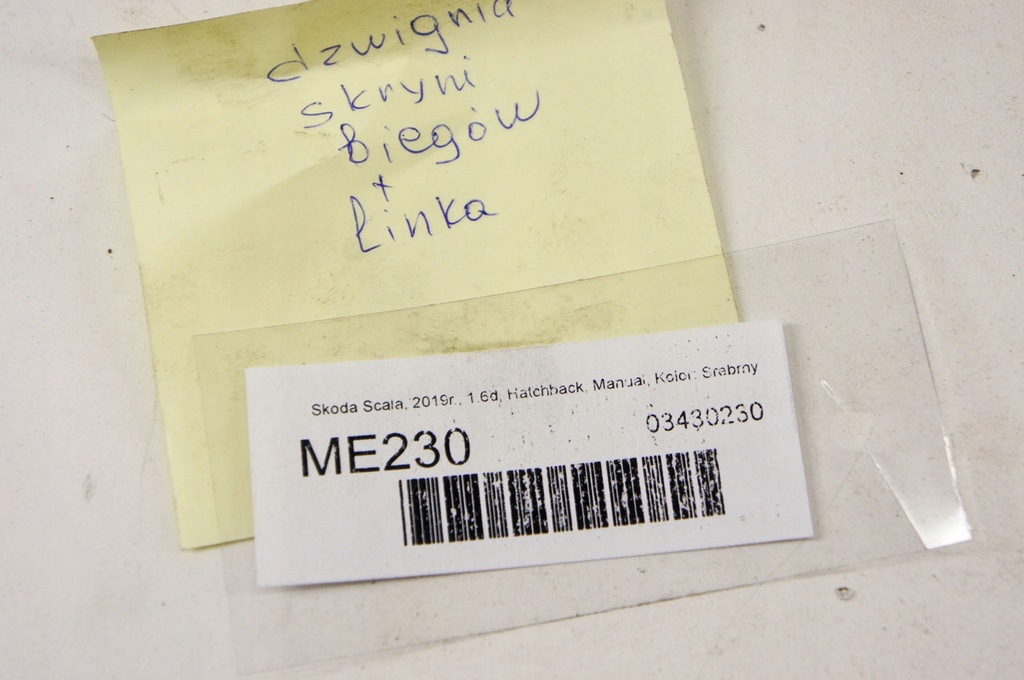 dzwignia
skryni
biegów
+
linka
Skoda Scala, 2019r., 1.6d, Hatchback, Manual, Kolor: Srebrny
03430230
ME230